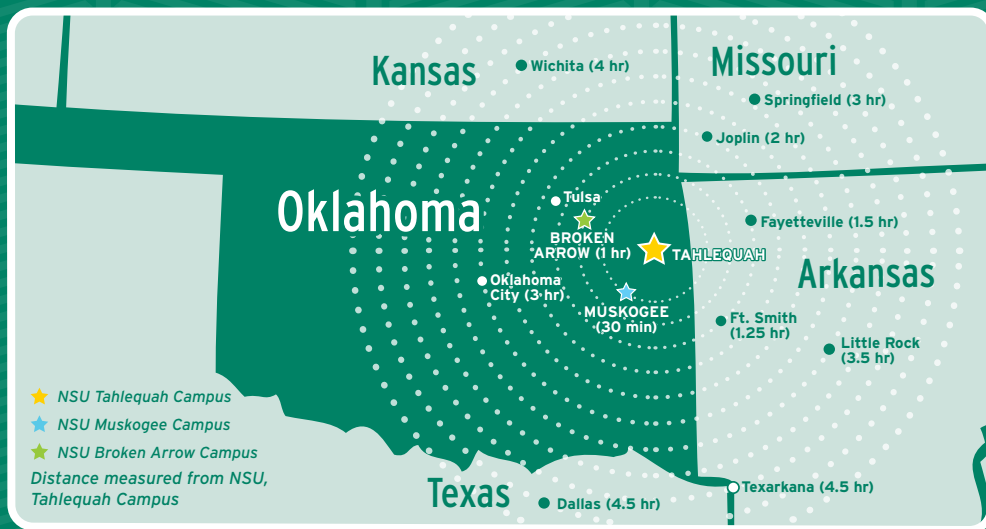 Kansas
Wichita (4 hr)
Missouri
Springfield (3 hr)
Joplin (2 hr)
Oklahoma
Tulsa
BROKEN
ARROW (1 hr)
TAHLEQUAH
Fayetteville (1.5 hr)
Arkansas
Oklahoma
City (3 hr)
MUSKOGEE
(30 min)
Ft. Smith
(1.25 hr)
Little Rock
(3.5 hr)
NSU Tahlequah Campus
NSU Muskogee Campus
NSU Broken Arrow Campus
Distance measured from NSU,
Tahlequah Campus
Texas
Dallas (4.5 hr)
Texarkana (4.5 hr)